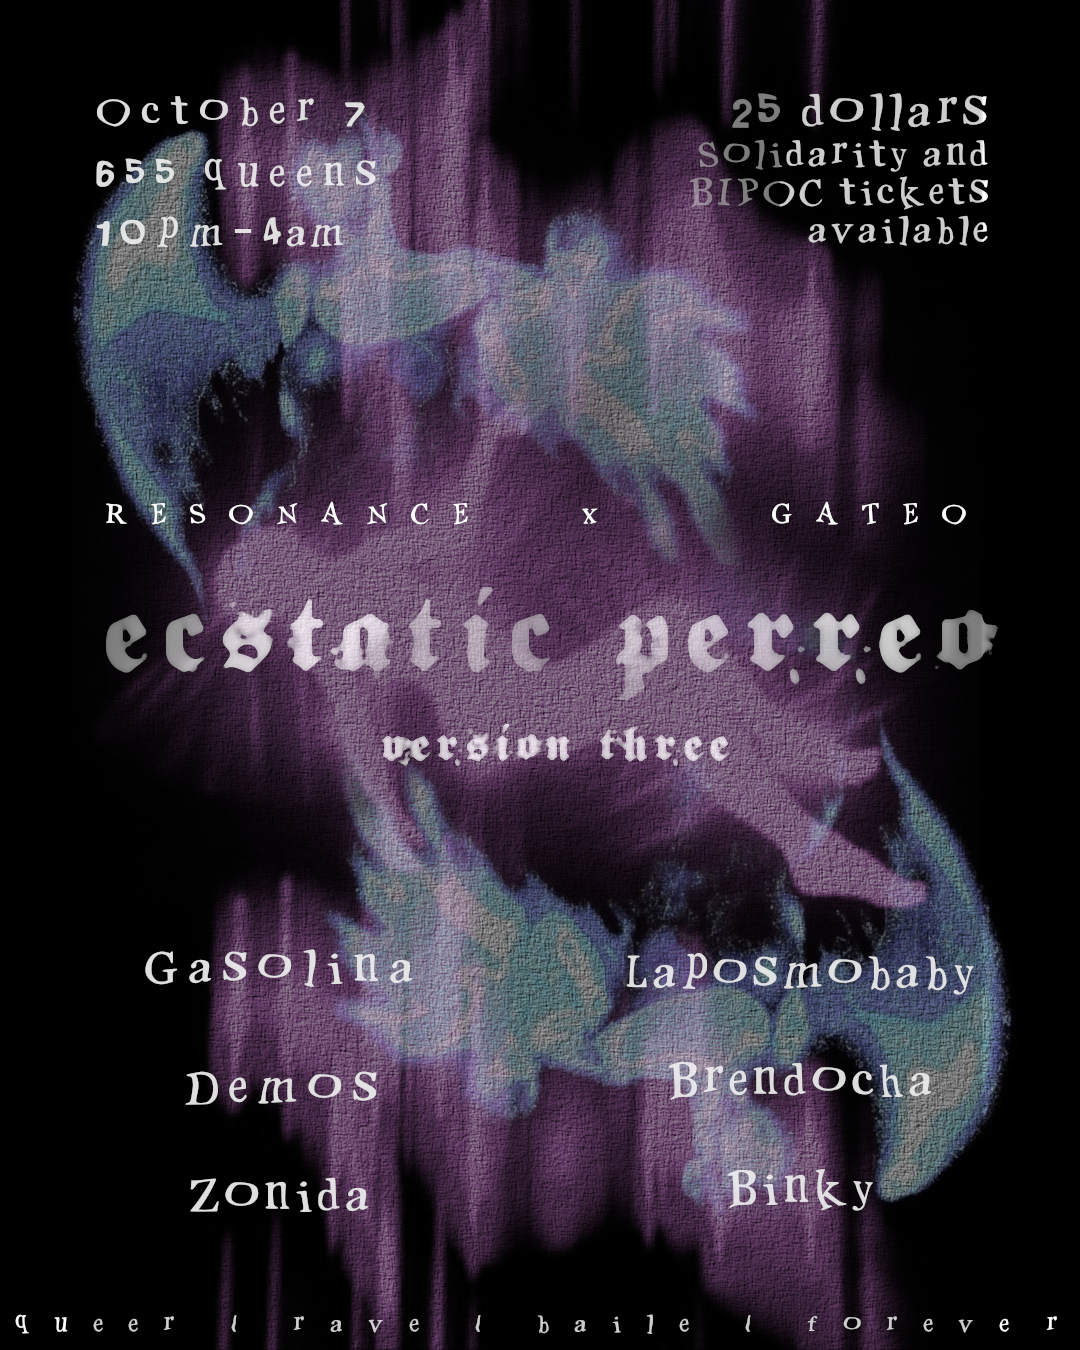 October 7
655 queens
10pm-4am
25 dollars
Solidarity and
BIPOC tickets
available
RESONANCE x GATEO
ecstatic perreo
version three
Gasolina
Laposmobaby
Demos
Brendocha
Zonida
Binky
queer / rave / baile / forever